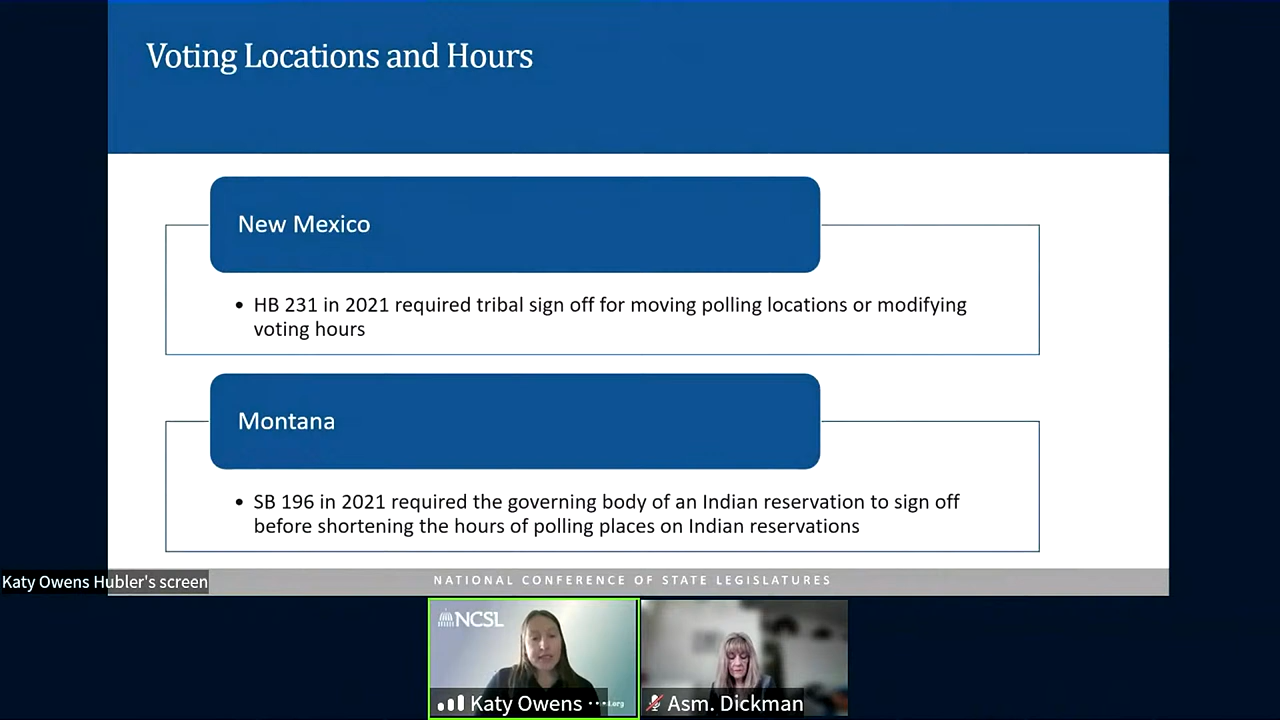 Voting Locations and Hours
New Mexico
• HB 231 in 2021 required tribal sign off for moving polling locations or modifying
voting hours
Montana
• SB 196 in 2021 required the governing body of an Indian reservation to sign off
before shortening the hours of polling places on Indian reservations
Katy Owens Hubler's screen
NATIONAL CONFERENCE OF STATE LEGISLATURES
NCSL
Katy Owens ...
Asm. Dickman